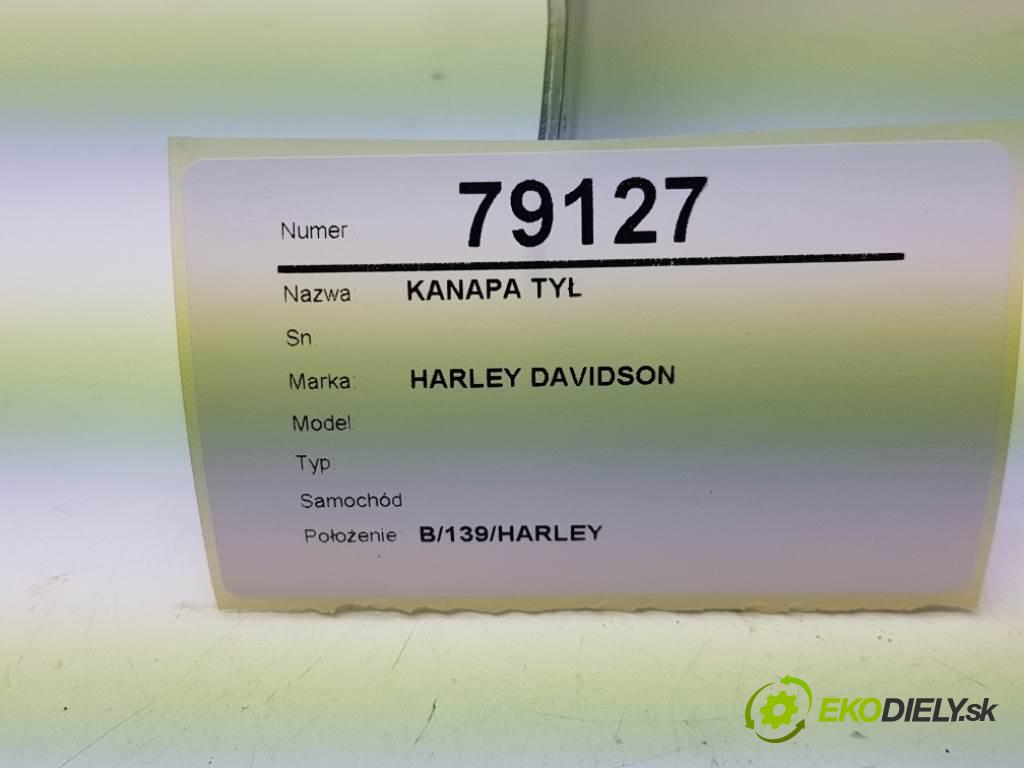 Numer: 79127
Nazwa: KANAPA TYŁ
Sn:
Marka: HARLEY DAVIDSON
Model:
Typ:
Samochód:
Położenie: B/139/HARLEY
EKODIELY.sk